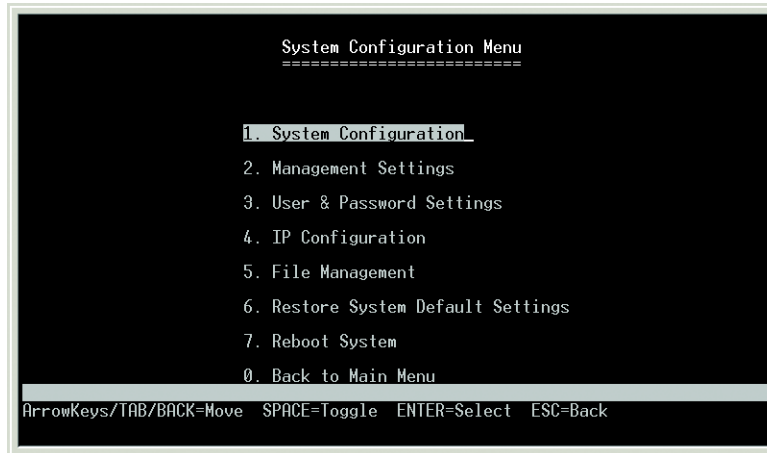 System Configuration Menu
=========================
1. System Configuration
2. Management Settings
3. User & Password Settings
4. IP Configuration
5. File Management
6. Restore System Default Settings
7. Reboot System
0. Back to Main Menu
ArrowKeys/TAB/BACK=Move  SPACE=Toggle  ENTER=Select  ESC=Back